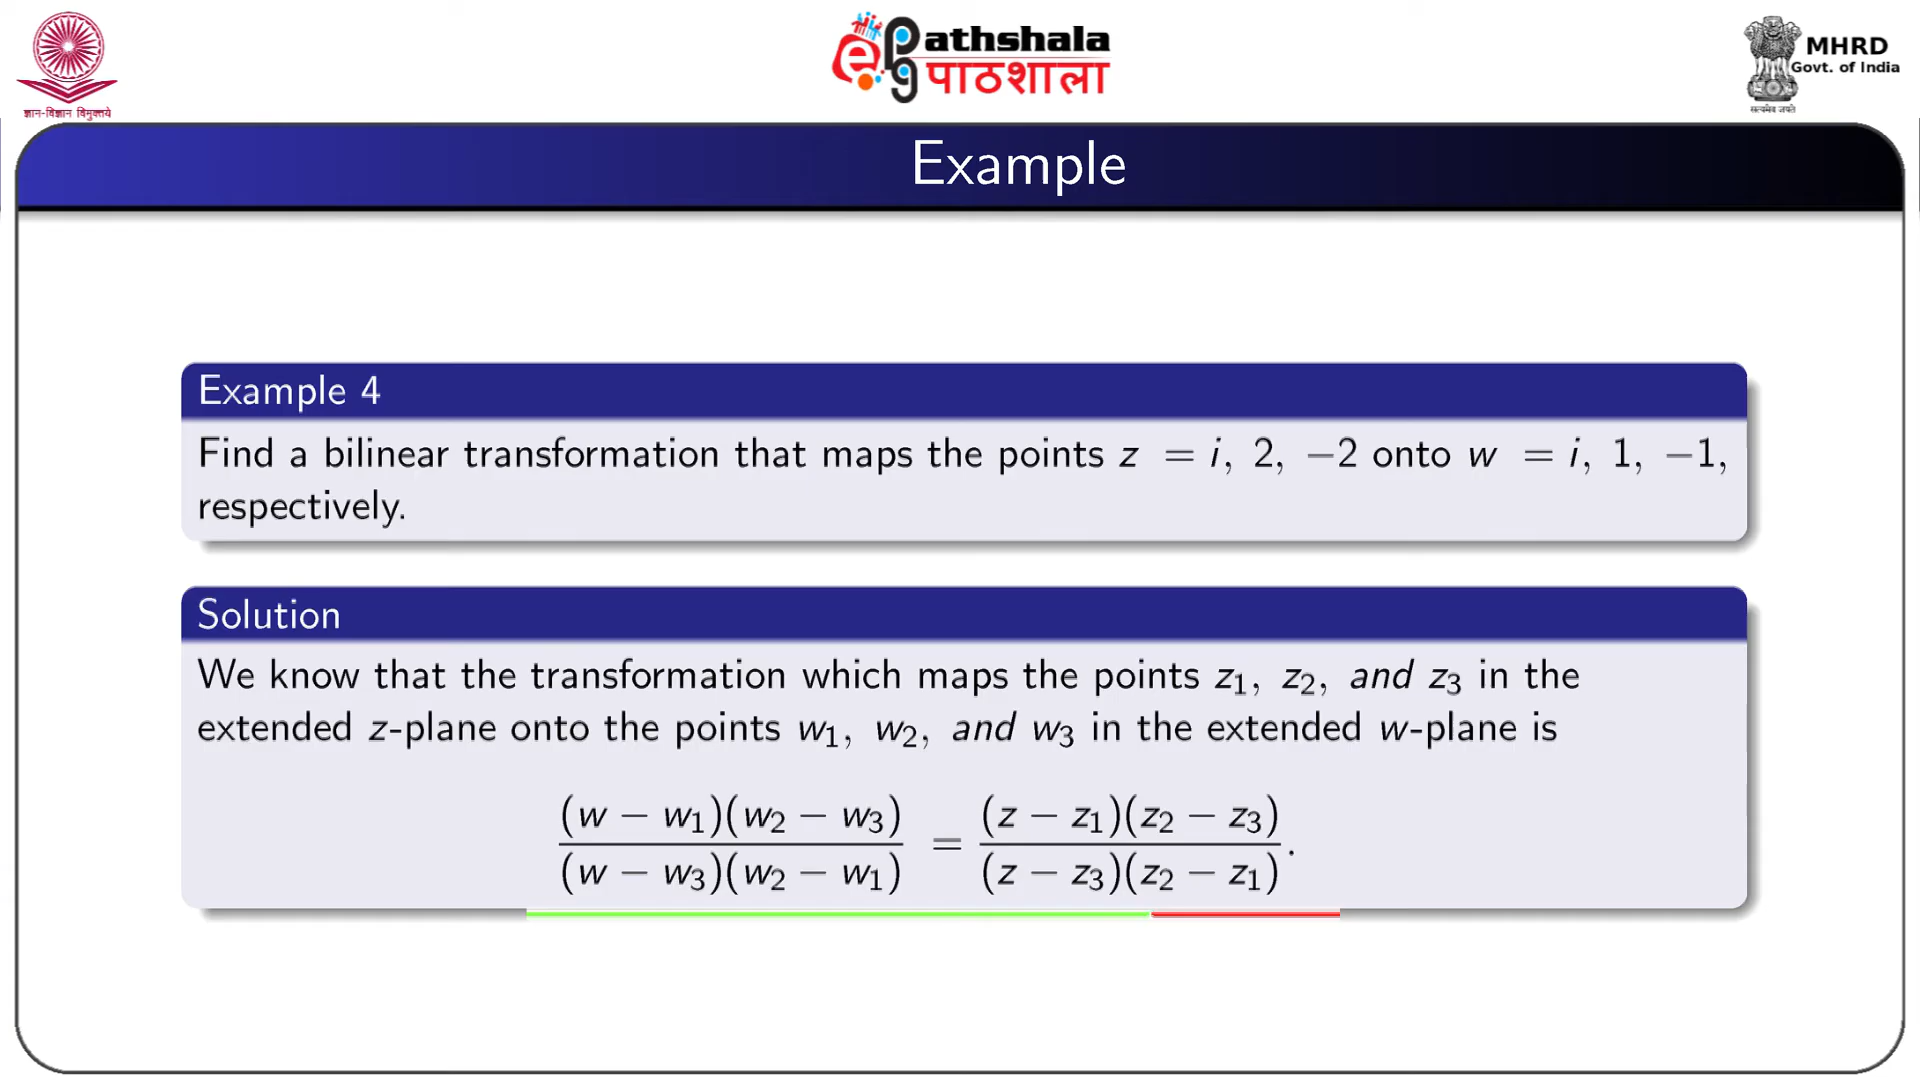 ज्ञान-विज्ञान विमुक्तये
ePG Pathshala
पाठशाला
MHRD
Govt. of India
सत्यमेव जयते
Example
Example 4
Find a bilinear transformation that maps the points z = i, 2, −2 onto w = i, 1, −1,
respectively.
Solution
We know that the transformation which maps the points z₁, z₂, and z₃ in the
extended z-plane onto the points w₁, w₂, and w₃ in the extended w-plane is
(w − w₁)(w₂ − w₃) / (w − w₃)(w₂ − w₁) = (z − z₁)(z₂ − z₃) / (z − z₃)(z₂ − z₁).